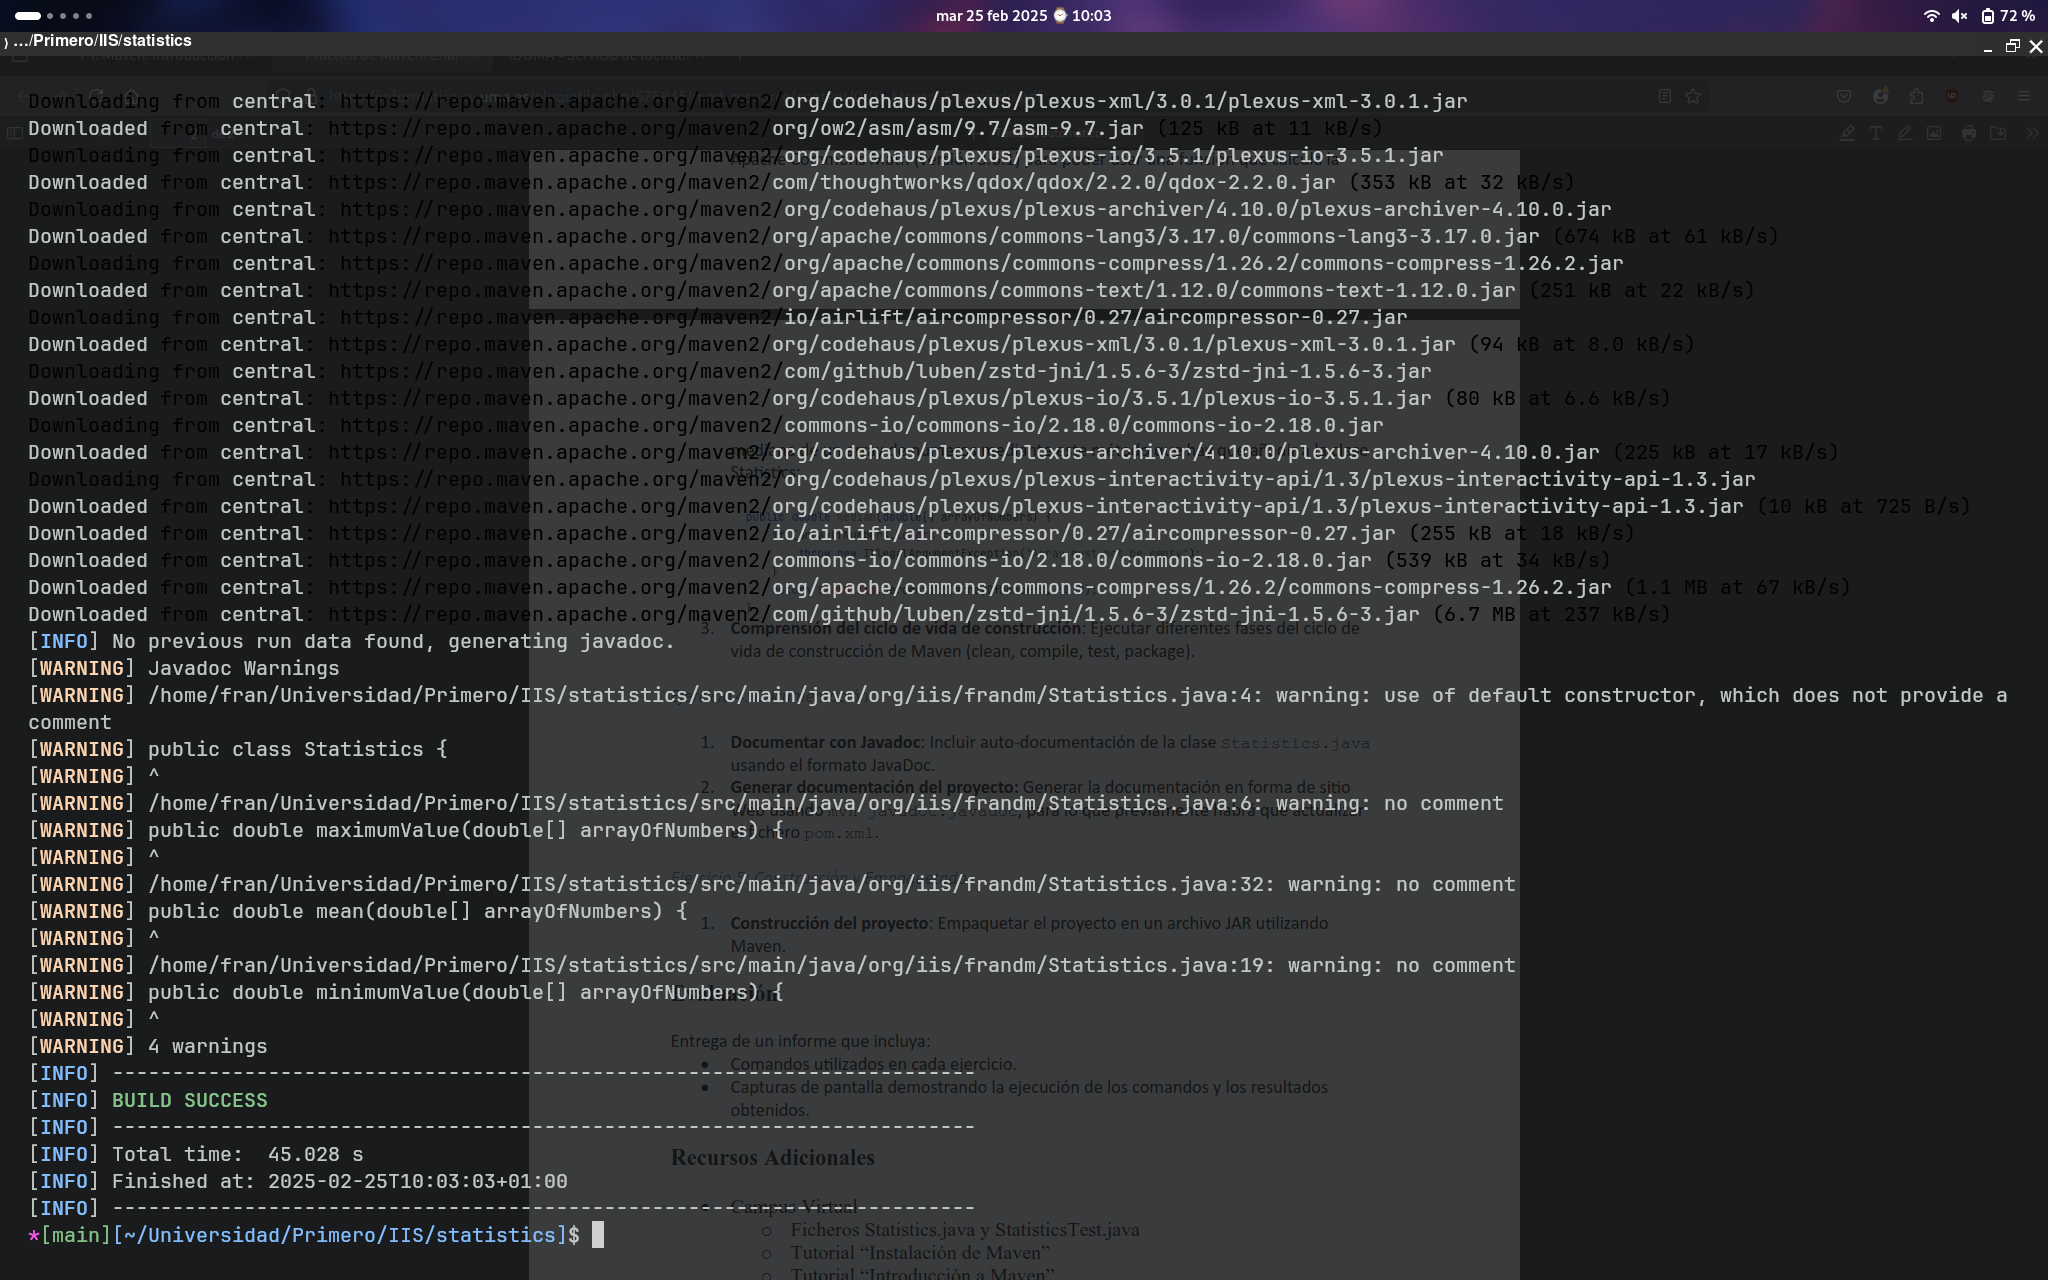 mar 25 feb 2025 ⌚ 10:03
72 %
…/Primero/IIS/statistics
Downloading from central: https://repo.maven.apache.org/maven2/org/codehaus/plexus/plexus-xml/3.0.1/plexus-xml-3.0.1.jar
Downloaded from central: https://repo.maven.apache.org/maven2/org/ow2/asm/asm/9.7/asm-9.7.jar (125 kB at 11 kB/s)
Downloading from central: https://repo.maven.apache.org/maven2/org/codehaus/plexus/plexus-io/3.5.1/plexus-io-3.5.1.jar
Downloaded from central: https://repo.maven.apache.org/maven2/com/thoughtworks/qdox/qdox/2.2.0/qdox-2.2.0.jar (353 kB at 32 kB/s)
Downloading from central: https://repo.maven.apache.org/maven2/org/codehaus/plexus/plexus-archiver/4.10.0/plexus-archiver-4.10.0.jar
Downloaded from central: https://repo.maven.apache.org/maven2/org/apache/commons/commons-lang3/3.17.0/commons-lang3-3.17.0.jar (674 kB at 61 kB/s)
Downloading from central: https://repo.maven.apache.org/maven2/org/apache/commons/commons-compress/1.26.2/commons-compress-1.26.2.jar
Downloaded from central: https://repo.maven.apache.org/maven2/org/apache/commons/commons-text/1.12.0/commons-text-1.12.0.jar (251 kB at 22 kB/s)
Downloading from central: https://repo.maven.apache.org/maven2/io/airlift/aircompressor/0.27/aircompressor-0.27.jar
Downloaded from central: https://repo.maven.apache.org/maven2/org/codehaus/plexus/plexus-xml/3.0.1/plexus-xml-3.0.1.jar (94 kB at 8.0 kB/s)
Downloading from central: https://repo.maven.apache.org/maven2/com/github/luben/zstd-jni/1.5.6-3/zstd-jni-1.5.6-3.jar
Downloaded from central: https://repo.maven.apache.org/maven2/org/codehaus/plexus/plexus-io/3.5.1/plexus-io-3.5.1.jar (80 kB at 6.6 kB/s)
Downloading from central: https://repo.maven.apache.org/maven2/commons-io/commons-io/2.18.0/commons-io-2.18.0.jar
Downloaded from central: https://repo.maven.apache.org/maven2/org/codehaus/plexus/plexus-archiver/4.10.0/plexus-archiver-4.10.0.jar (225 kB at 17 kB/s)
Downloading from central: https://repo.maven.apache.org/maven2/org/codehaus/plexus/plexus-interactivity-api/1.3/plexus-interactivity-api-1.3.jar
Downloaded from central: https://repo.maven.apache.org/maven2/org/codehaus/plexus/plexus-interactivity-api/1.3/plexus-interactivity-api-1.3.jar (10 kB at 725 B/s)
Downloaded from central: https://repo.maven.apache.org/maven2/io/airlift/aircompressor/0.27/aircompressor-0.27.jar (255 kB at 18 kB/s)
Downloaded from central: https://repo.maven.apache.org/maven2/commons-io/commons-io/2.18.0/commons-io-2.18.0.jar (539 kB at 34 kB/s)
Downloaded from central: https://repo.maven.apache.org/maven2/org/apache/commons/commons-compress/1.26.2/commons-compress-1.26.2.jar (1.1 MB at 67 kB/s)
Downloaded from central: https://repo.maven.apache.org/maven2/com/github/luben/zstd-jni/1.5.6-3/zstd-jni-1.5.6-3.jar (6.7 MB at 237 kB/s)
[INFO] No previous run data found, generating javadoc.
[WARNING] Javadoc Warnings
[WARNING] /home/fran/Universidad/Primero/IIS/statistics/src/main/java/org/iis/frandm/Statistics.java:4: warning: use of default constructor, which does not provide a
comment
[WARNING] public class Statistics {
[WARNING] ^
[WARNING] /home/fran/Universidad/Primero/IIS/statistics/src/main/java/org/iis/frandm/Statistics.java:6: warning: no comment
[WARNING] public double maximumValue(double[] arrayOfNumbers) {
[WARNING] ^
[WARNING] /home/fran/Universidad/Primero/IIS/statistics/src/main/java/org/iis/frandm/Statistics.java:32: warning: no comment
[WARNING] public double mean(double[] arrayOfNumbers) {
[WARNING] ^
[WARNING] /home/fran/Universidad/Primero/IIS/statistics/src/main/java/org/iis/frandm/Statistics.java:19: warning: no comment
[WARNING] public double minimumValue(double[] arrayOfNumbers) {
[WARNING] ^
[WARNING] 4 warnings
[INFO] ------------------------------------------------------------------------
[INFO] BUILD SUCCESS
[INFO] ------------------------------------------------------------------------
[INFO] Total time:  45.028 s
[INFO] Finished at: 2025-02-25T10:03:03+01:00
[INFO] ------------------------------------------------------------------------
*[main][~/Universidad/Primero/IIS/statistics]$
Statistics:
3. Comprensión del ciclo de vida de construcción: Ejecutar diferentes fases del ciclo de
vida de construcción de Maven (clean, compile, test, package).
1. Documentar con Javadoc: Incluir auto-documentación de la clase Statistics.java
usando el formato JavaDoc.
2. Generar documentación del proyecto: Generar la documentación en forma de sitio
Web usando mvn javadoc:javadoc, para lo que previamente habrá que actualizar
el fichero pom.xml.
1. Construcción del proyecto: Empaquetar el proyecto en un archivo JAR utilizando
Maven.
Evaluación
Entrega de un informe que incluya:
• Comandos utilizados en cada ejercicio.
• Capturas de pantalla demostrando la ejecución de los comandos y los resultados
obtenidos.
Recursos Adicionales
• Campus Virtual
o Ficheros Statistics.java y StatisticsTest.java
o Tutorial “Instalación de Maven”
o Tutorial “Introducción a Maven”